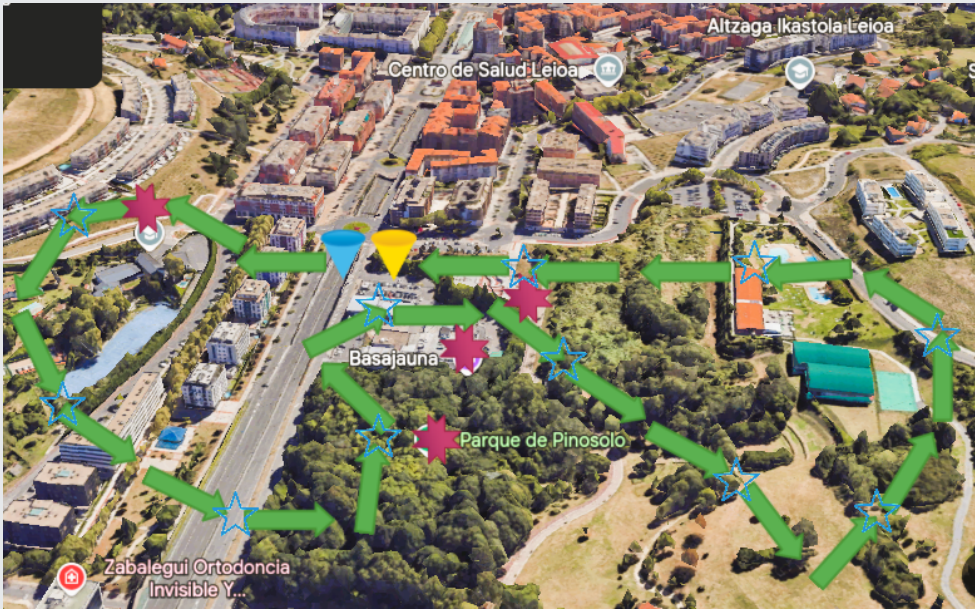 Altzaga Ikastola Leioa
Centro de Salud Leioa
Basajauna
Parque de Pinosolo
Zabalegui Ortodoncia
Invisible Y...